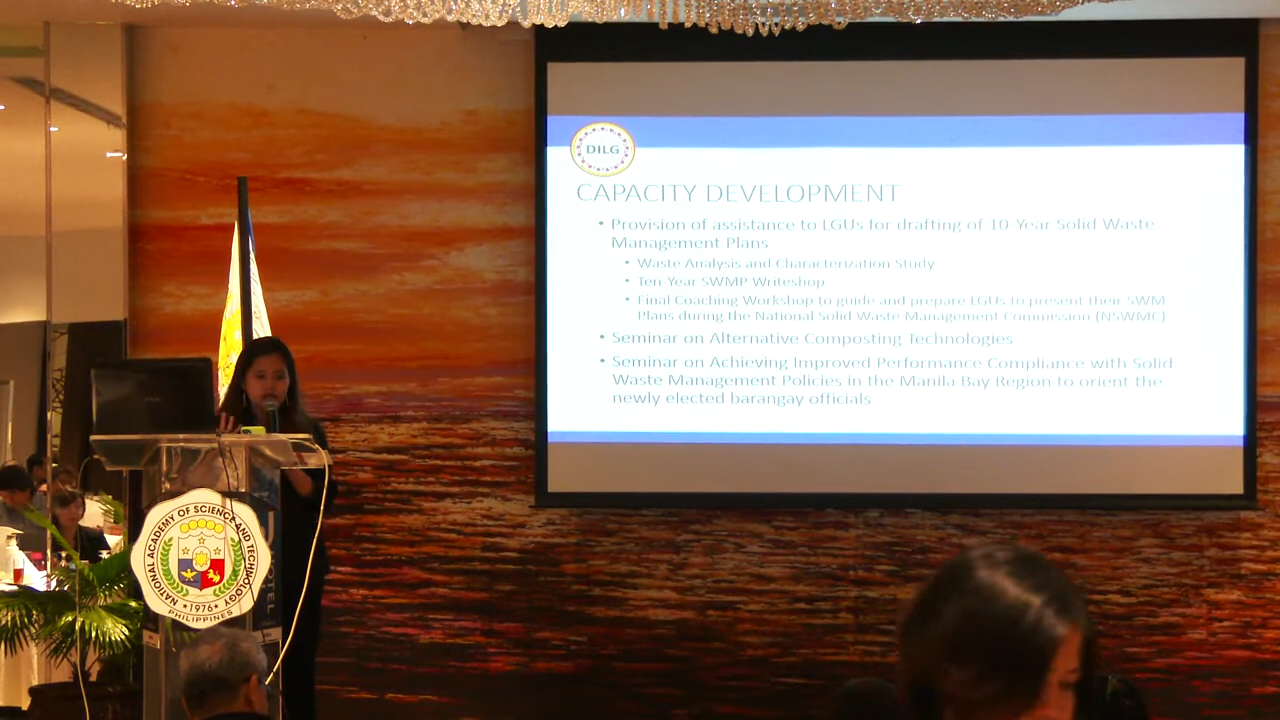 DILG
CAPACITY DEVELOPMENT
• Provision of assistance to LGUs for drafting of 10 Year Solid Waste
Management Plans
• Waste Analysis and Characterization Study
• Ten-Year SWMP Writeshop
• Final Coaching Workshop to guide and prepare LGUs to present their SWM
Plans during the National Solid Waste Management Commission (NSWMC)
• Seminar on Alternative Composting Technologies
• Seminar on Achieving Improved Performance Compliance with Solid
Waste Management Policies in the Manila Bay Region to orient the
newly elected barangay officials
NATIONAL ACADEMY OF SCIENCE AND TECHNOLOGY
★1976★
PHILIPPINES
HOTEL